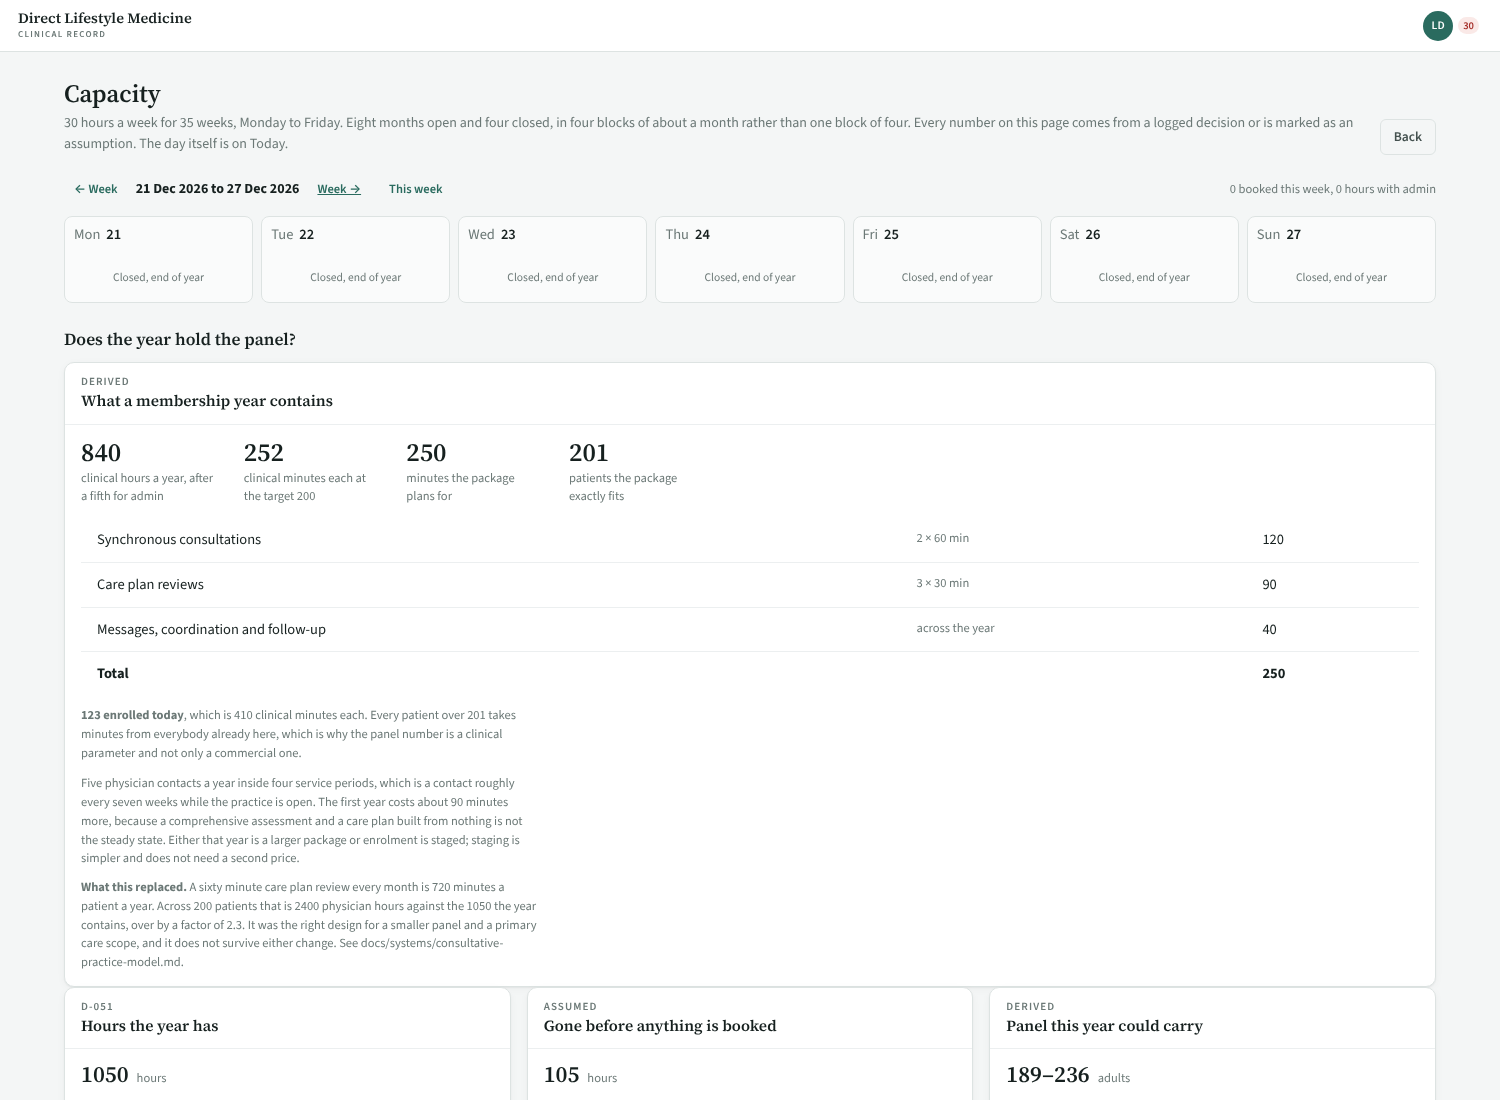 Direct Lifestyle Medicine
CLINICAL RECORD
LD
30
Capacity
30 hours a week for 35 weeks, Monday to Friday. Eight months open and four closed, in four blocks of about a month rather than one block of four. Every number on this page comes from a logged decision or is marked as an
assumption. The day itself is on Today.
Back
← Week
21 Dec 2026 to 27 Dec 2026
Week →
This week
0 booked this week, 0 hours with admin
Mon 21
Closed, end of year
Tue 22
Closed, end of year
Wed 23
Closed, end of year
Thu 24
Closed, end of year
Fri 25
Closed, end of year
Sat 26
Closed, end of year
Sun 27
Closed, end of year
Does the year hold the panel?
DERIVED
What a membership year contains
840
clinical hours a year, after
a fifth for admin
252
clinical minutes each at
the target 200
250
minutes the package
plans for
201
patients the package
exactly fits
Synchronous consultations 2 × 60 min 120
Care plan reviews 3 × 30 min 90
Messages, coordination and follow-up across the year 40
Total 250
123 enrolled today, which is 410 clinical minutes each. Every patient over 201 takes
minutes from everybody already here, which is why the panel number is a clinical
parameter and not only a commercial one.
Five physician contacts a year inside four service periods, which is a contact roughly
every seven weeks while the practice is open. The first year costs about 90 minutes
more, because a comprehensive assessment and a care plan built from nothing is not
the steady state. Either that year is a larger package or enrolment is staged; staging is
simpler and does not need a second price.
What this replaced. A sixty minute care plan review every month is 720 minutes a
patient a year. Across 200 patients that is 2400 physician hours against the 1050 the year
contains, over by a factor of 2.3. It was the right design for a smaller panel and a primary
care scope, and it does not survive either change. See docs/systems/consultative-
practice-model.md.
D-051
Hours the year has
1050 hours
ASSUMED
Gone before anything is booked
105 hours
DERIVED
Panel this year could carry
189–236 adults